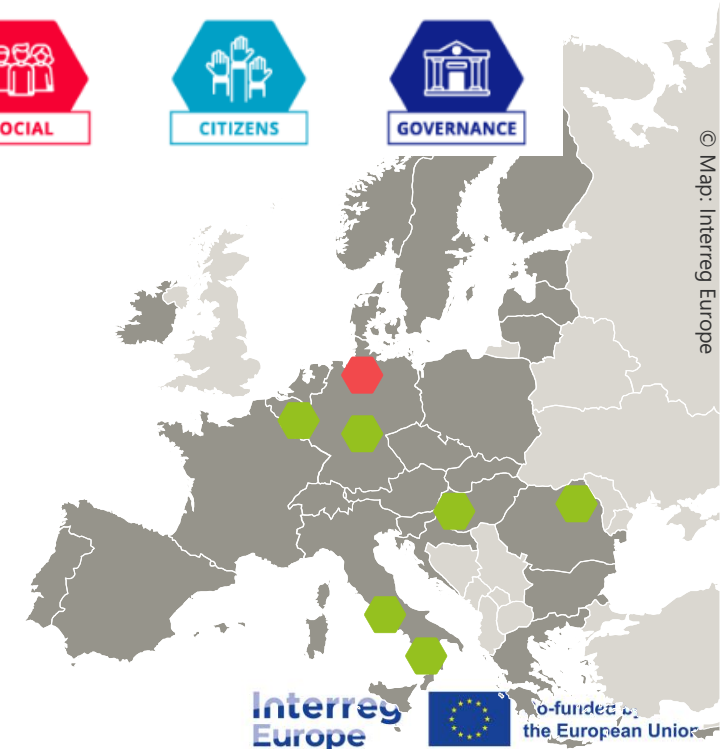 OCIAL
CITIZENS
GOVERNANCE
© Map: Interreg Europe
Interreg
Europe
the European Union